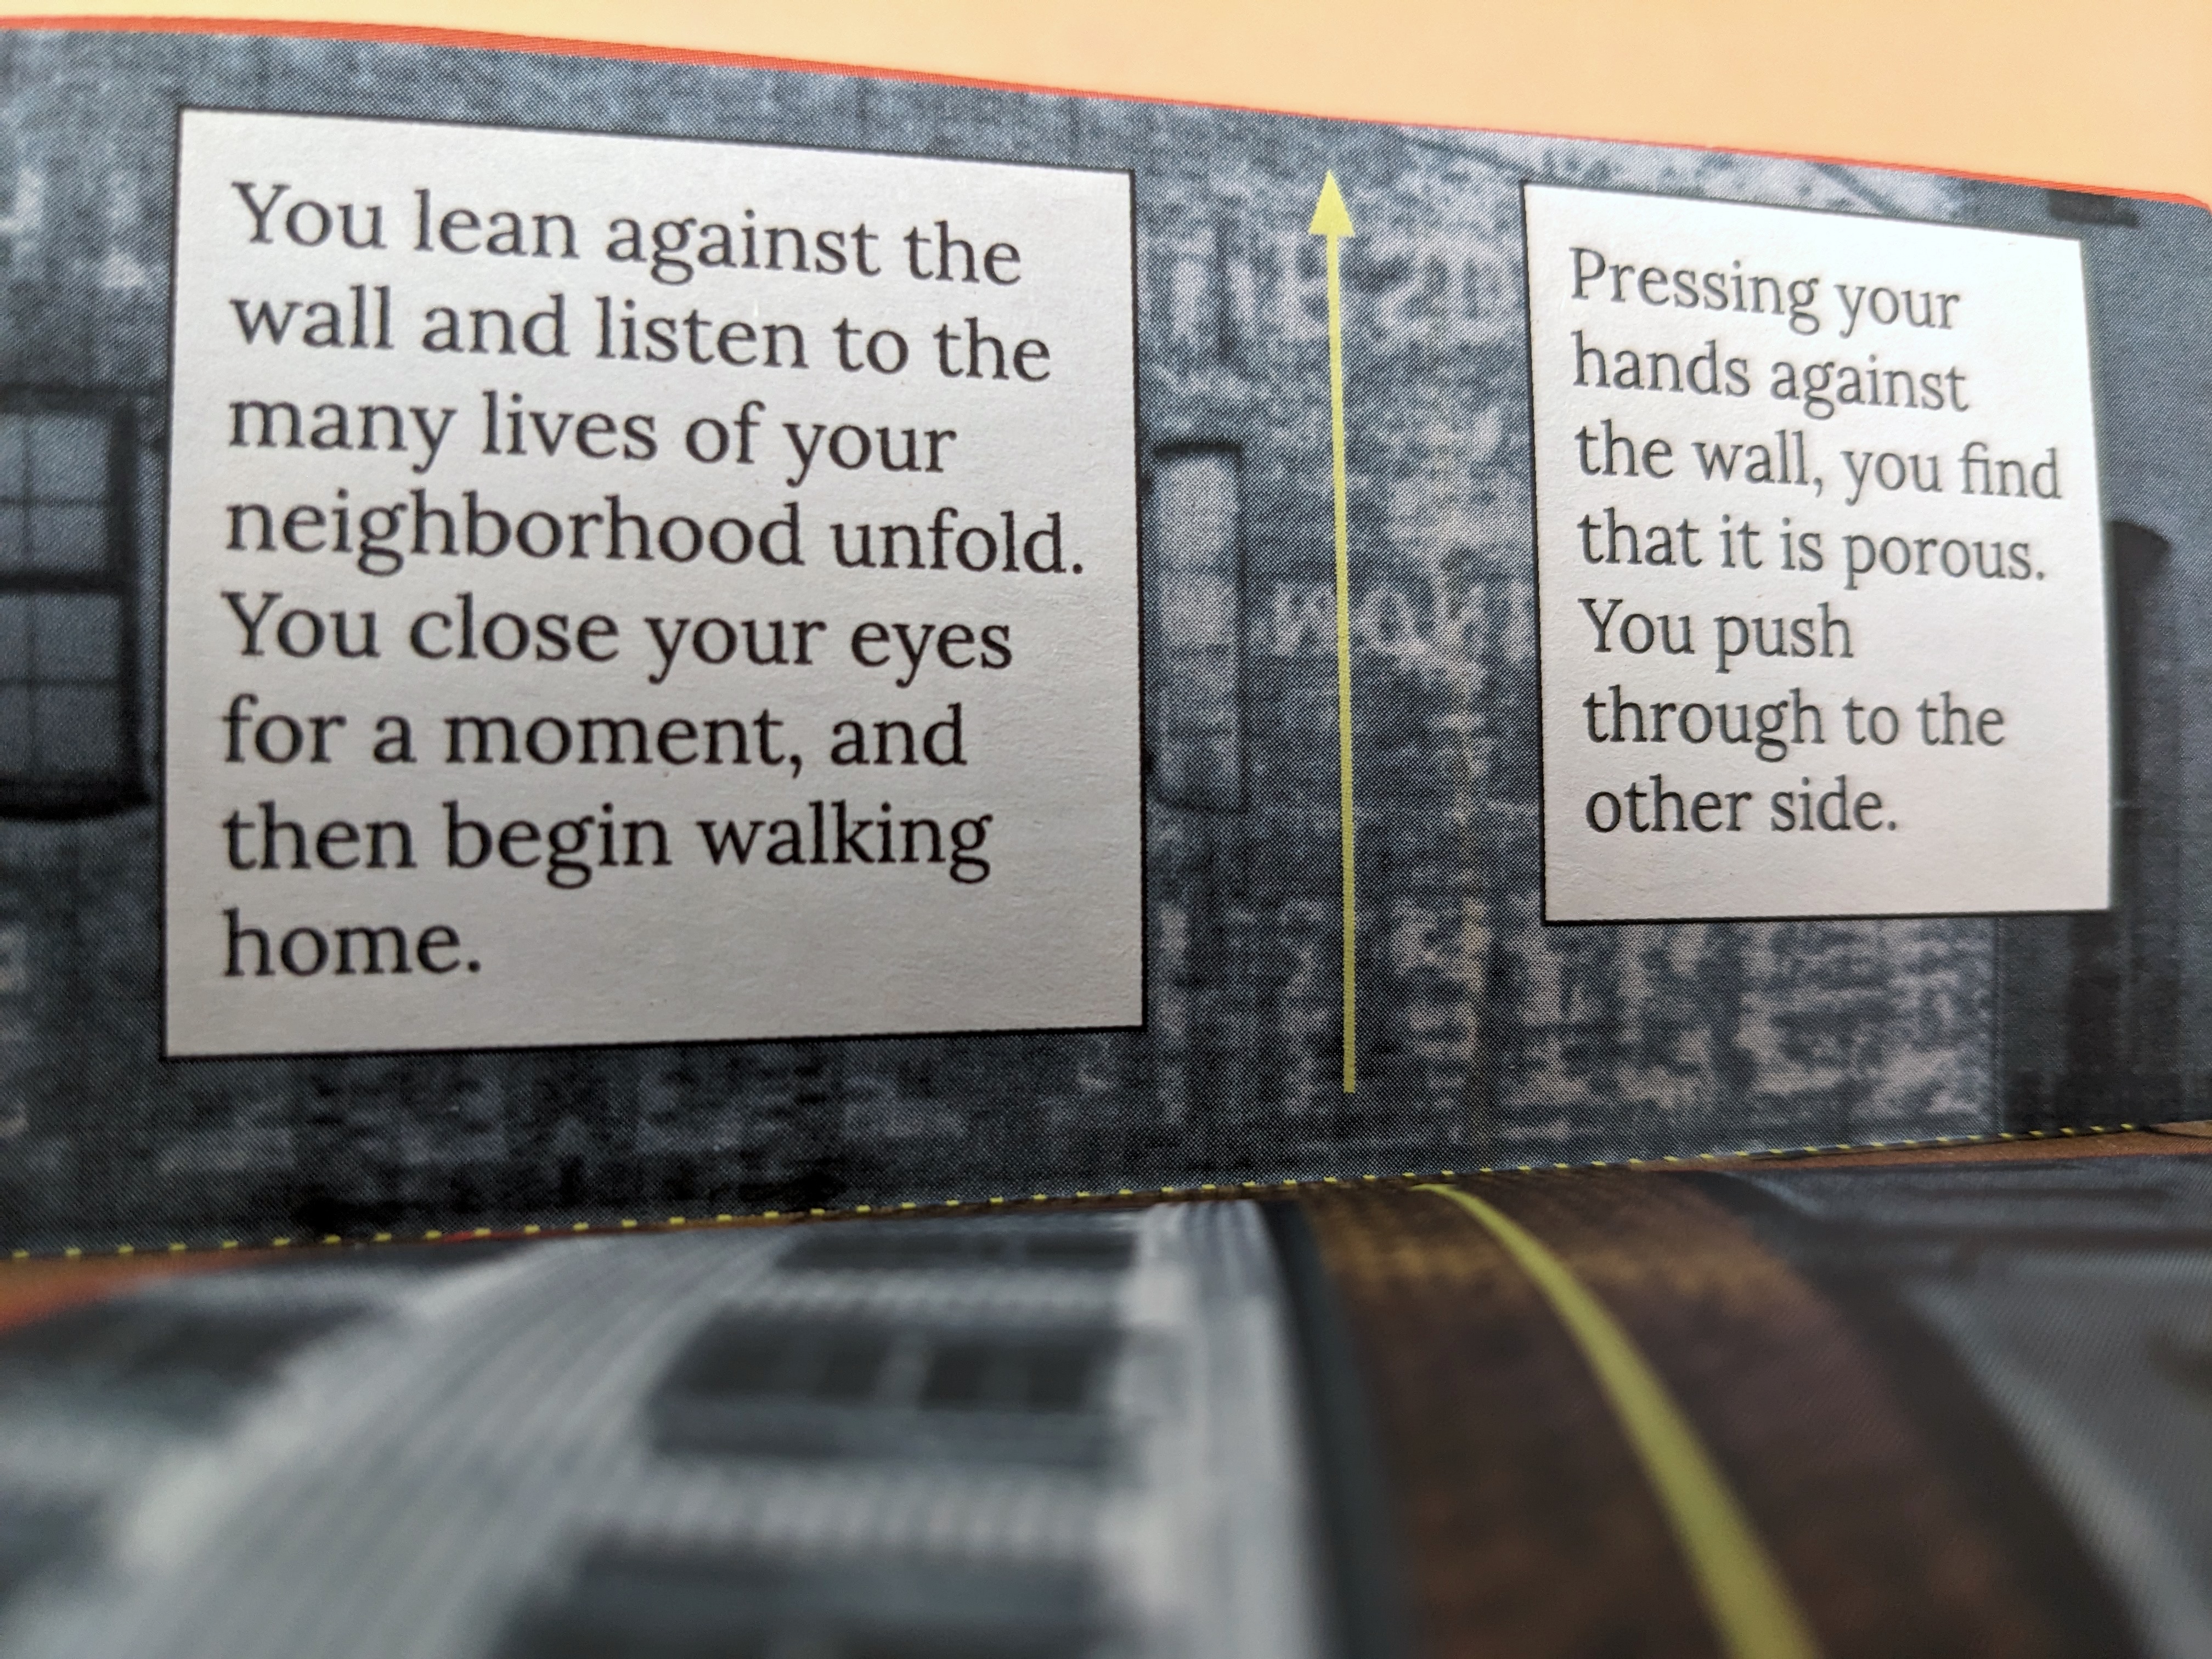 You lean against the
wall and listen to the
many lives of your
neighborhood unfold.
You close your eyes
for a moment, and
then begin walking
home.
Pressing your
hands against
the wall, you find
that it is porous.
You push
through to the
other side.